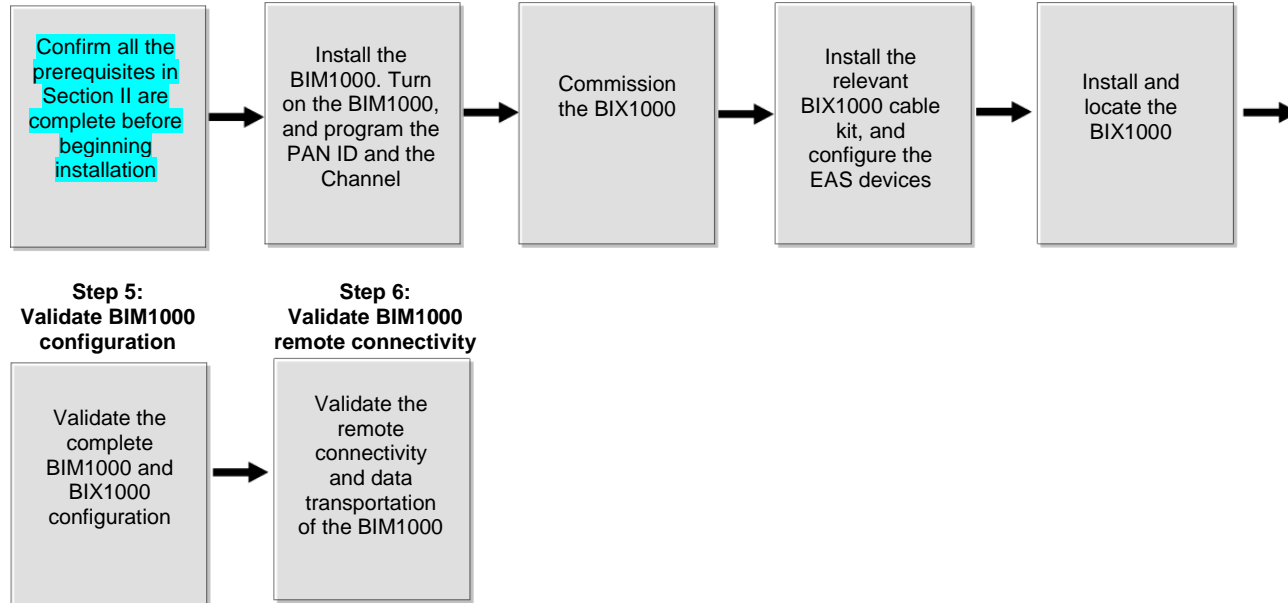 Confirm all the
prerequisites in
Section II are
complete before
beginning
installation
Install the
BIM1000. Turn
on the BIM1000,
and program the
PAN ID and the
Channel
Commission
the BIX1000
Install the
relevant
BIX1000 cable
kit, and
configure the
EAS devices
Install and
locate the
BIX1000
Step 5:
Validate BIM1000
configuration
Validate the
complete
BIM1000 and
BIX1000
configuration
Step 6:
Validate BIM1000
remote connectivity
Validate the
remote
connectivity
and data
transportation
of the BIM1000